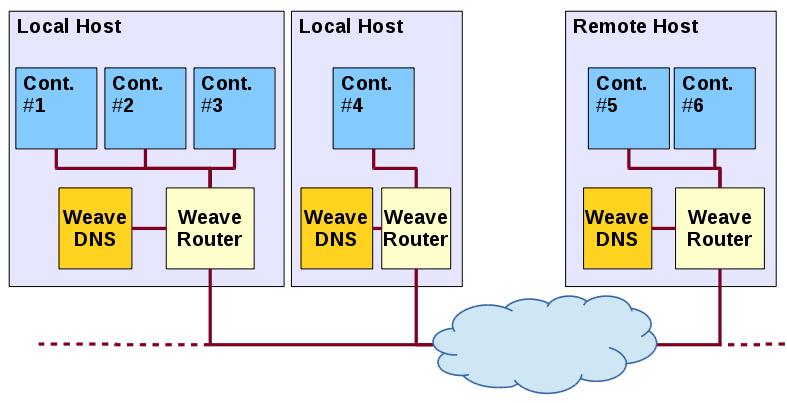 Local Host
Cont.
#1
Cont.
#2
Cont.
#3
Weave
DNS
Weave
Router
Local Host
Cont.
#4
Weave
DNS
Weave
Router
Remote Host
Cont.
#5
Cont.
#6
Weave
DNS
Weave
Router